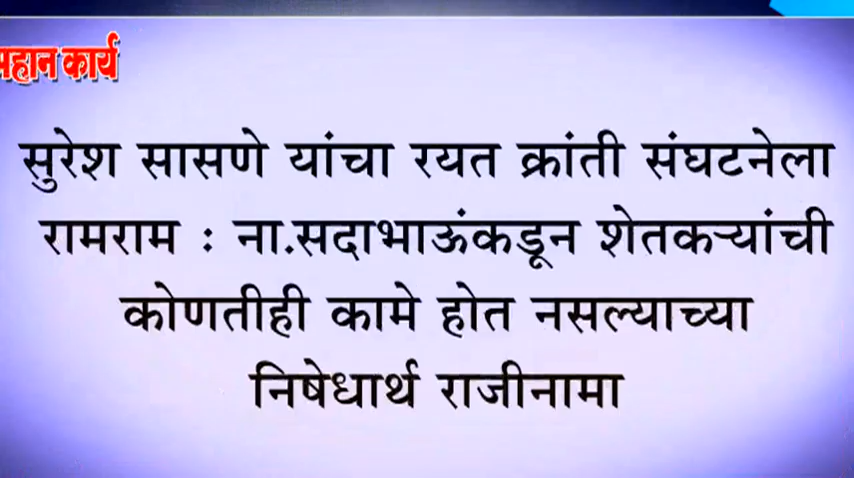 महान कार्य
सुरेश सासणे यांचा रयत क्रांती संघटनेला
रामराम : ना.सदाभाऊंकडून शेतकऱ्यांची
कोणतीही कामे होत नसल्याच्या
निषेधार्थ राजीनामा